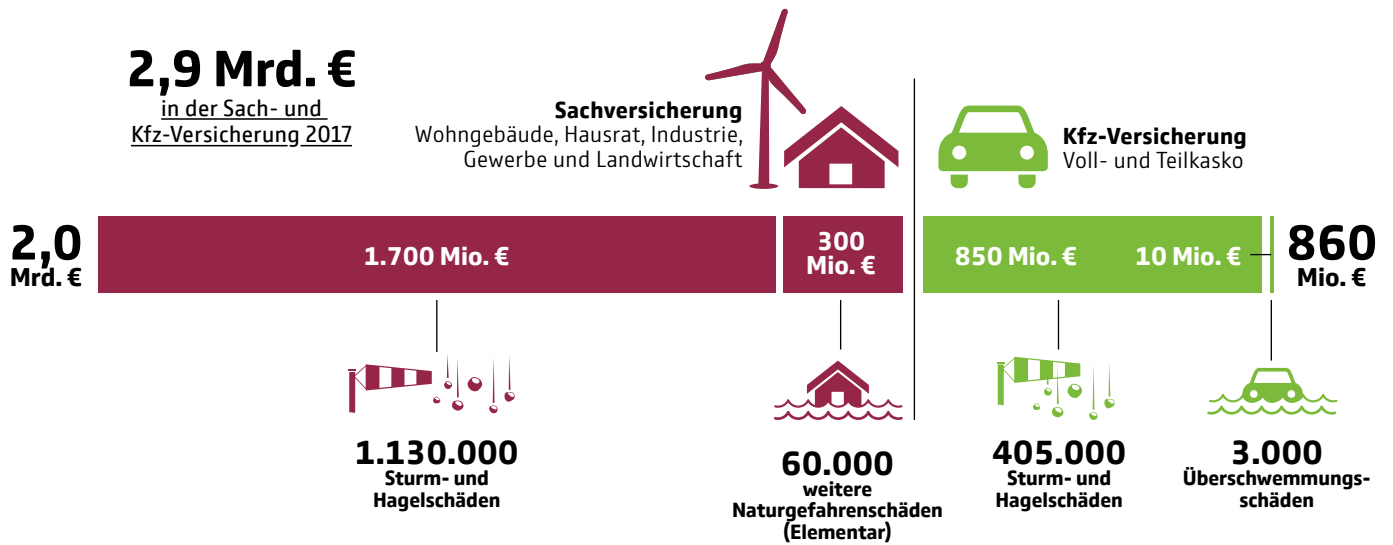 2,9 Mrd. €
in der Sach- und
Kfz-Versicherung 2017
Sachversicherung
Wohngebäude, Hausrat, Industrie,
Gewerbe und Landwirtschaft
Kfz-Versicherung
Voll- und Teilkasko
2,0
Mrd. €
1.700 Mio. €
300
Mio. €
850 Mio. €
10 Mio. €
860
Mio. €
1.130.000
Sturm- und
Hagelschäden
60.000
weitere
Naturgefahrenschäden
(Elementar)
405.000
Sturm- und
Hagelschäden
3.000
Überschwemmungs-
schäden